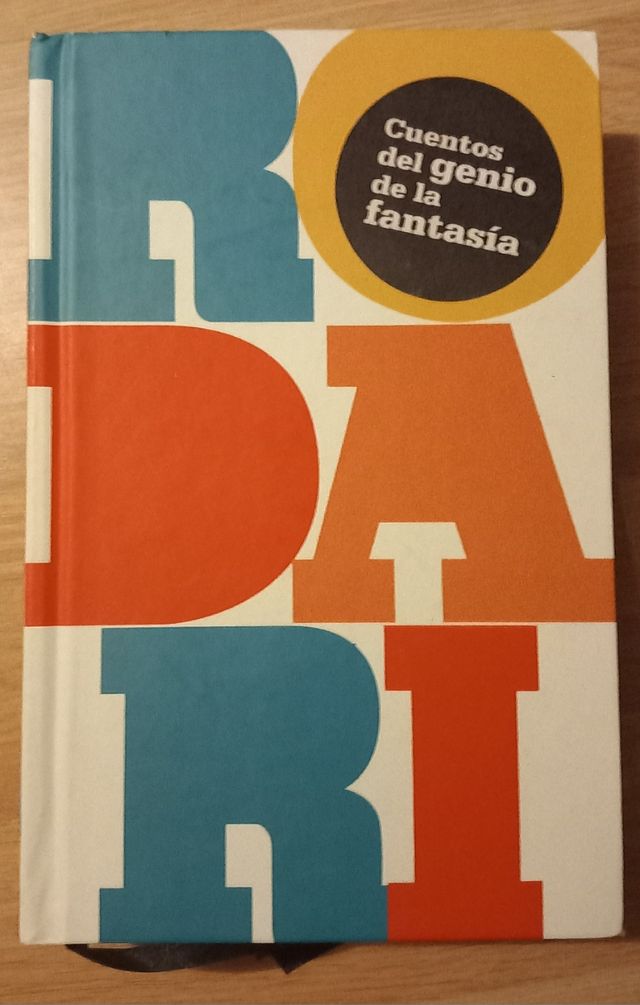 RO
Cuentos
del genio
de la
fantasía
DA
RI